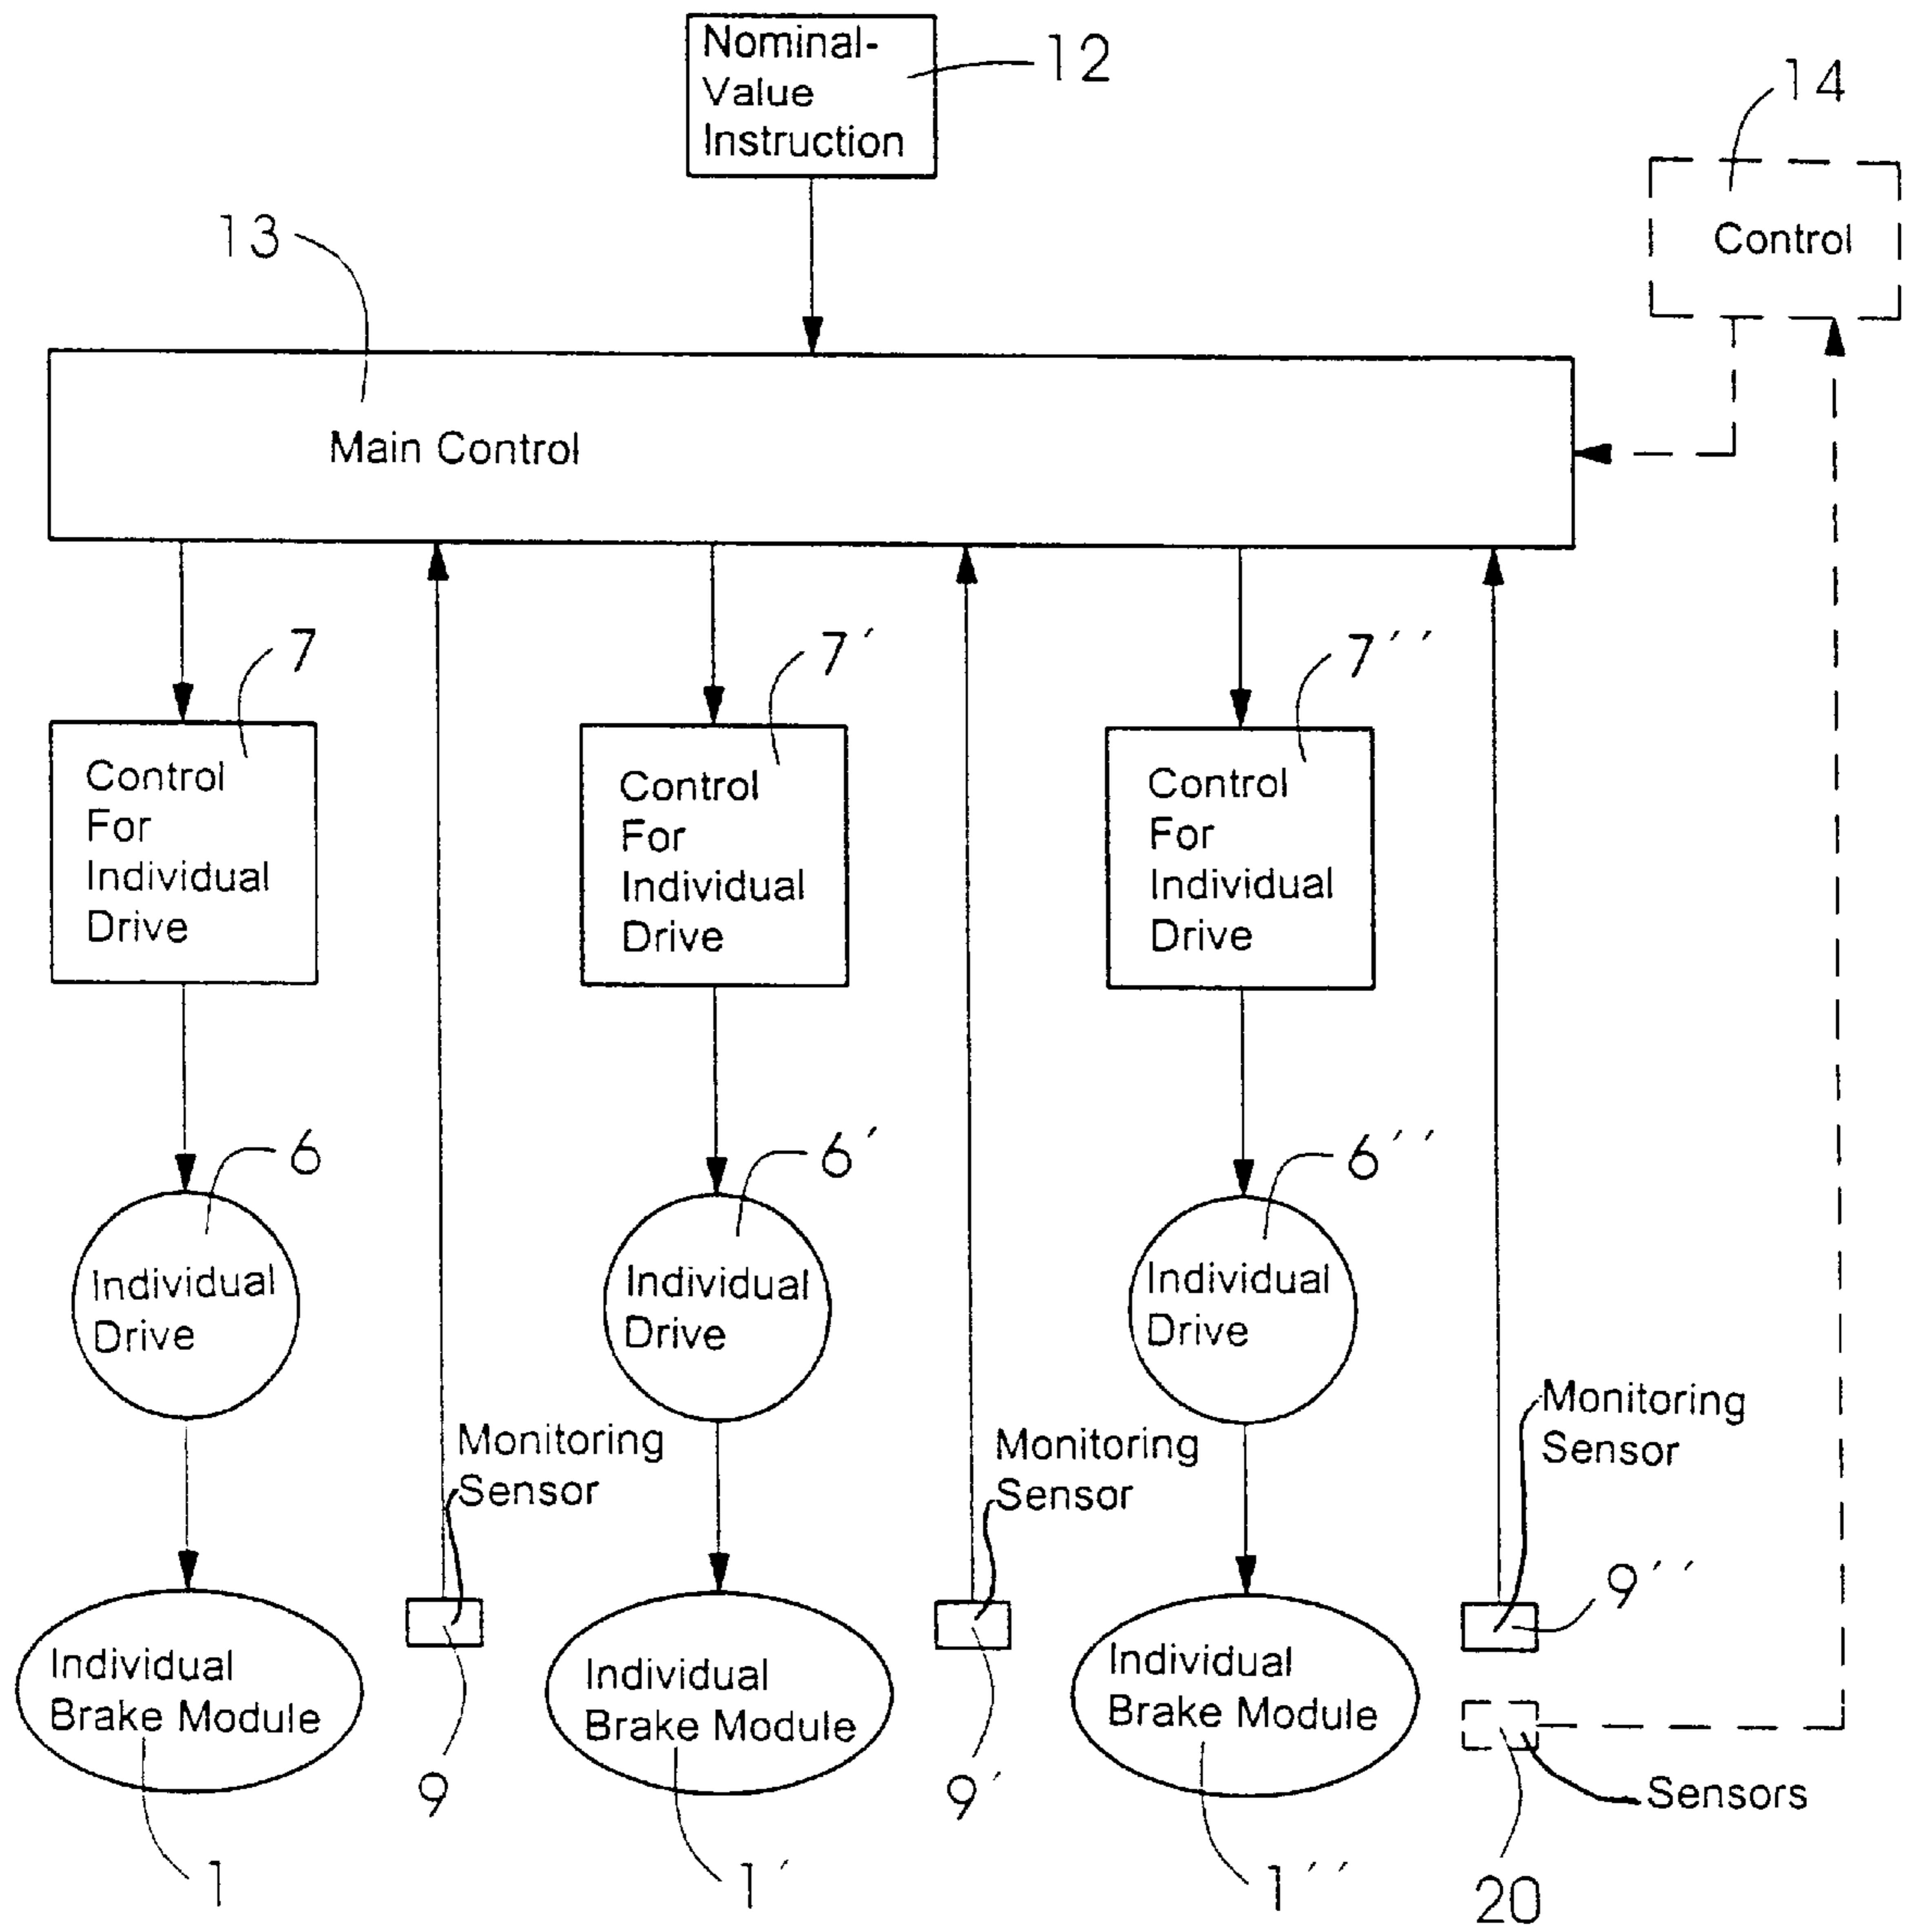 Nominal-
Value
Instruction
12
14
Control
13
Main Control
7
7´
7´´
Control
For
Individual
Drive
Control
For
Individual
Drive
Control
For
Individual
Drive
6
6´
6´´
Individual
Drive
Individual
Drive
Individual
Drive
Monitoring
Sensor
Monitoring
Sensor
Monitoring
Sensor
9´´
Individual
Brake Module
Individual
Brake Module
Individual
Brake Module
9
9´
Sensors
1
1´
1´´
20